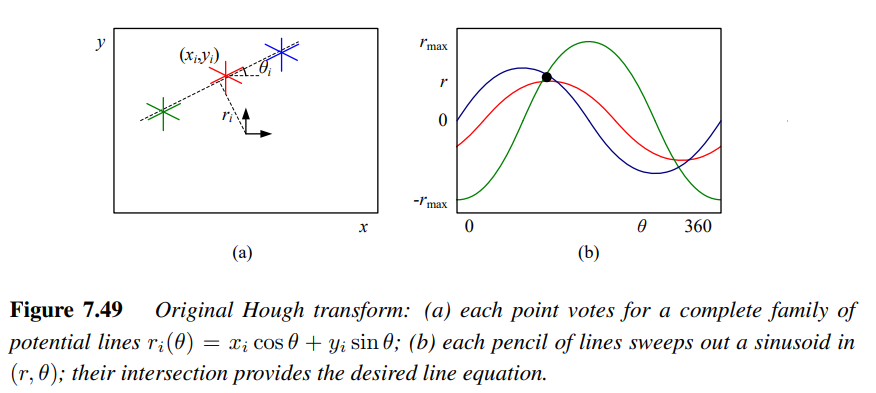 y
(xᵢ,yᵢ)
θᵢ
rᵢ
x
(a)
rmax
r
0
-rmax
0 θ 360
(b)
Figure 7.49 Original Hough transform: (a) each point votes for a complete family of
potential lines rᵢ(θ) = xᵢ cos θ + yᵢ sin θ; (b) each pencil of lines sweeps out a sinusoid in
(r, θ); their intersection provides the desired line equation.